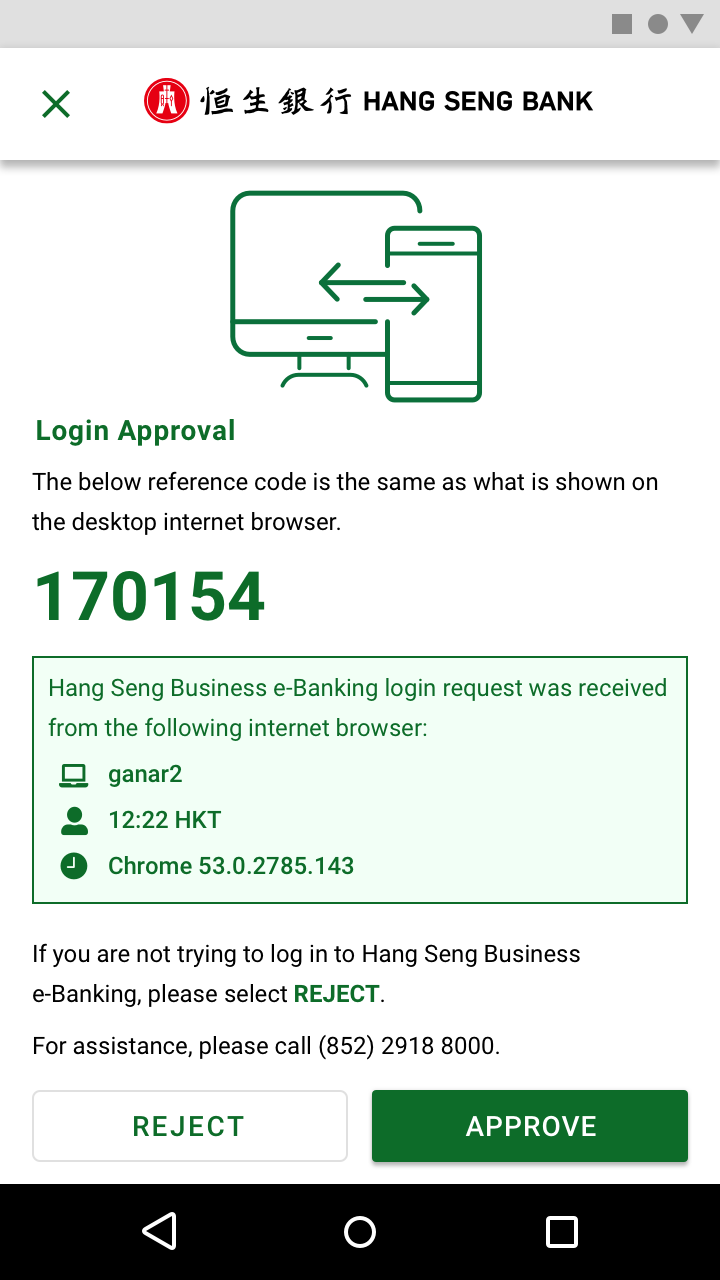 恒生銀行 HANG SENG BANK
Login Approval
The below reference code is the same as what is shown on
the desktop internet browser.
170154
Hang Seng Business e-Banking login request was received
from the following internet browser:
ganar2
12:22 HKT
Chrome 53.0.2785.143
If you are not trying to log in to Hang Seng Business
e-Banking, please select REJECT.
For assistance, please call (852) 2918 8000.
REJECT
APPROVE